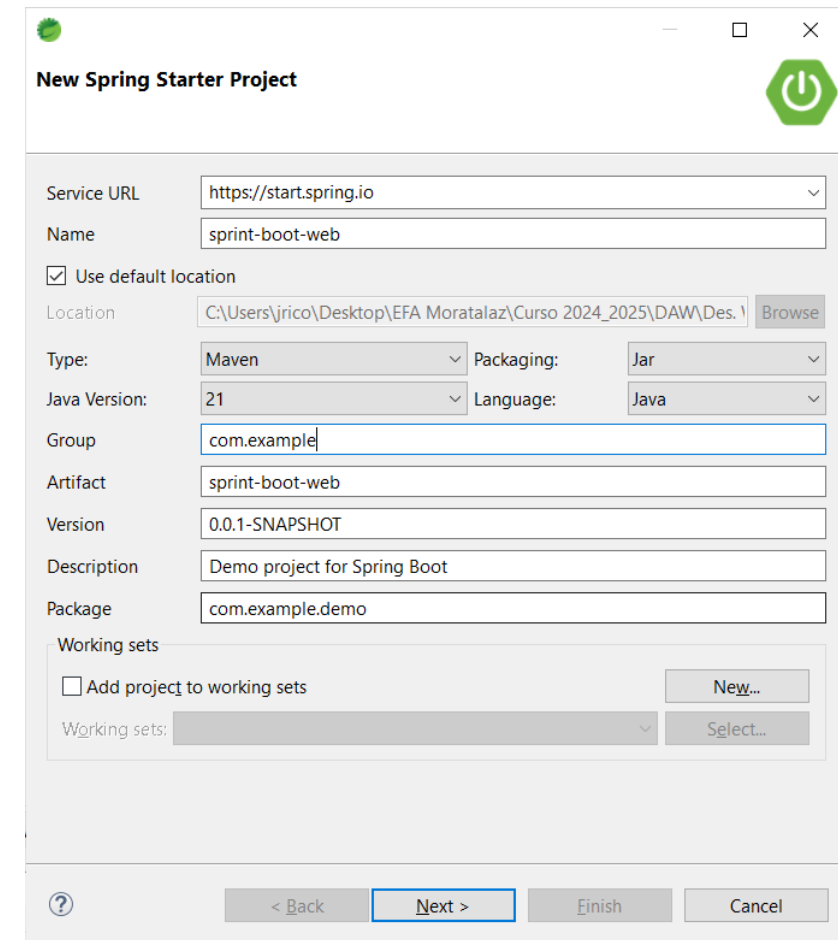 New Spring Starter Project
Service URL https://start.spring.io
Name sprint-boot-web
Use default location
Location C:\Users\jrico\Desktop\EFA Moratalaz\Curso 2024_2025\DAW\Des. Browse
Type: Maven Packaging: Jar
Java Version: 21 Language: Java
Group com.example
Artifact sprint-boot-web
Version 0.0.1-SNAPSHOT
Description Demo project for Spring Boot
Package com.example.demo
Working sets
Add project to working sets New...
Working sets: Select...
? < Back Next > Finish Cancel